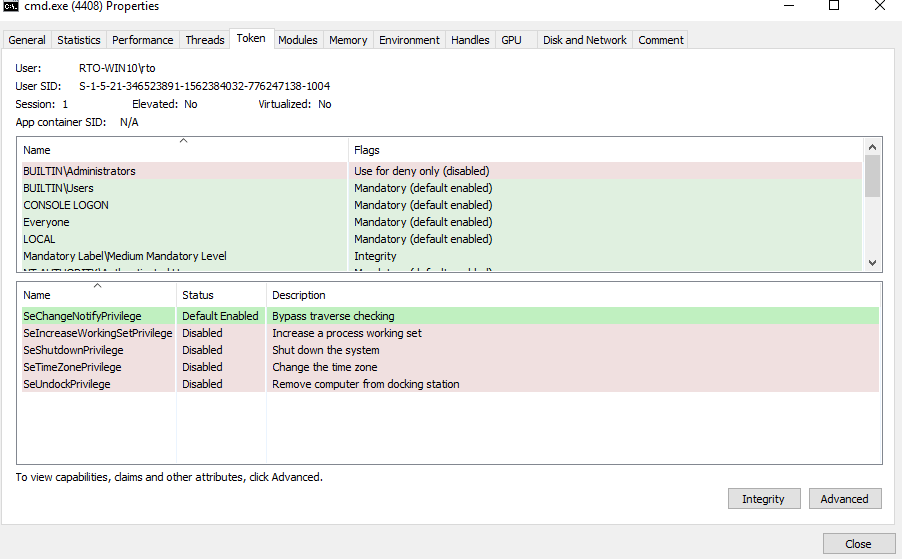 cmd.exe (4408) Properties
General Statistics Performance Threads Token Modules Memory Environment Handles GPU Disk and Network Comment
User: RTO-WIN10\rto
User SID: S-1-5-21-346523891-1562384032-776247138-1004
Session: 1 Elevated: No Virtualized: No
App container SID: N/A
Name Flags
BUILTIN\Administrators Use for deny only (disabled)
BUILTIN\Users Mandatory (default enabled)
CONSOLE LOGON Mandatory (default enabled)
Everyone Mandatory (default enabled)
LOCAL Mandatory (default enabled)
Mandatory Label\Medium Mandatory Level Integrity
Mandatory (default enabled)
Name Status Description
SeChangeNotifyPrivilege Default Enabled Bypass traverse checking
SeIncreaseWorkingSetPrivilege Disabled Increase a process working set
SeShutdownPrivilege Disabled Shut down the system
SeTimeZonePrivilege Disabled Change the time zone
SeUndockPrivilege Disabled Remove computer from docking station
To view capabilities, claims and other attributes, click Advanced.
Integrity Advanced
Close